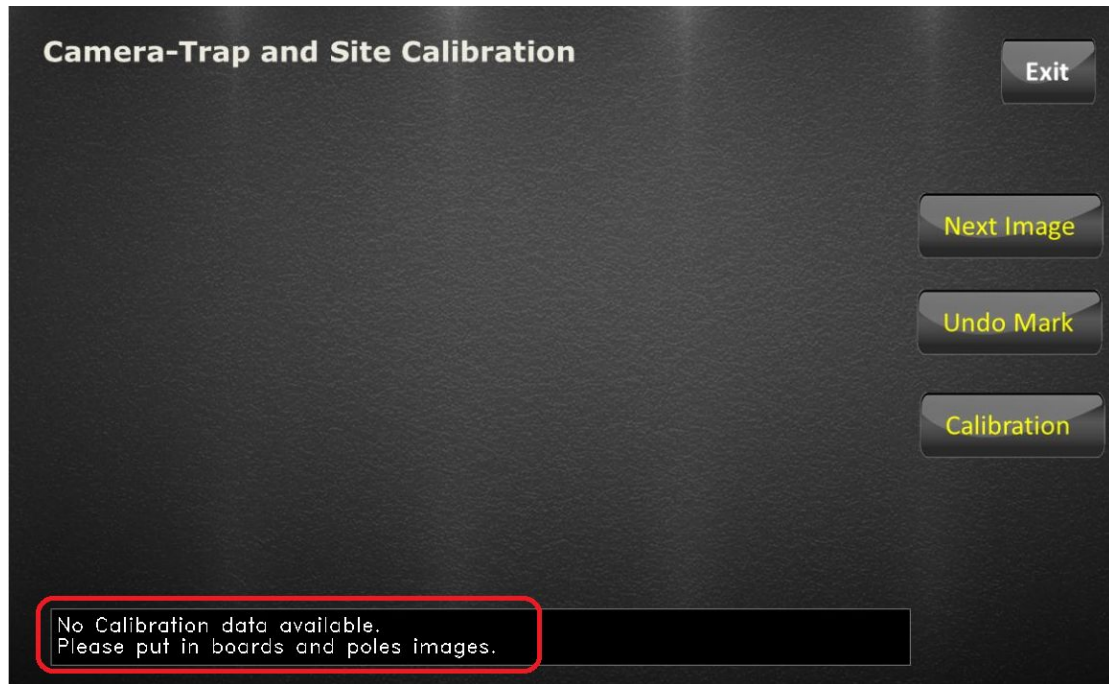 Camera-Trap and Site Calibration
Exit
Next Image
Undo Mark
Calibration
No Calibration data available.
Please put in boards and poles images.